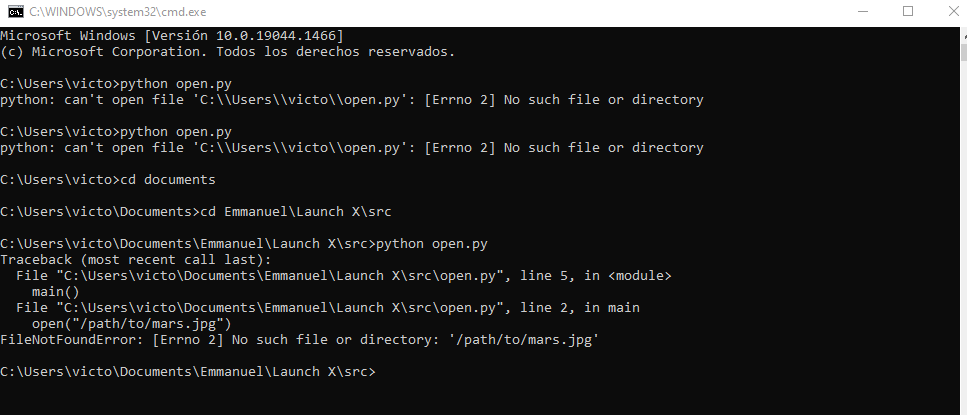 C:\WINDOWS\system32\cmd.exe
Microsoft Windows [Versión 10.0.19044.1466]
(c) Microsoft Corporation. Todos los derechos reservados.
C:\Users\victo>python open.py
python: can't open file 'C:\\Users\\victo\\open.py': [Errno 2] No such file or directory
C:\Users\victo>python open.py
python: can't open file 'C:\\Users\\victo\\open.py': [Errno 2] No such file or directory
C:\Users\victo>cd documents
C:\Users\victo\Documents>cd Emmanuel\Launch X\src
C:\Users\victo\Documents\Emmanuel\Launch X\src>python open.py
Traceback (most recent call last):
  File "C:\Users\victo\Documents\Emmanuel\Launch X\src\open.py", line 5, in <module>
    main()
  File "C:\Users\victo\Documents\Emmanuel\Launch X\src\open.py", line 2, in main
    open("/path/to/mars.jpg")
FileNotFoundError: [Errno 2] No such file or directory: '/path/to/mars.jpg'
C:\Users\victo\Documents\Emmanuel\Launch X\src>